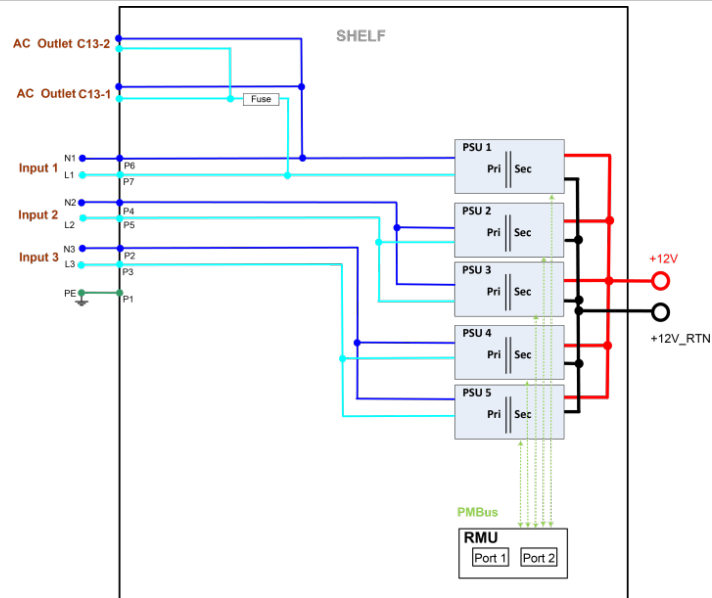 SHELF
AC Outlet C13-2
AC Outlet C13-1
Fuse
Input 1
N1
P6
L1
P7
Input 2
N2
P4
L2
P5
Input 3
N3
P2
L3
P3
PE
P1
PSU 1
Pri Sec
PSU 2
Pri Sec
PSU 3
Pri Sec
PSU 4
Pri Sec
PSU 5
Pri Sec
+12V
+12V_RTN
PMBus
RMU
Port 1 Port 2